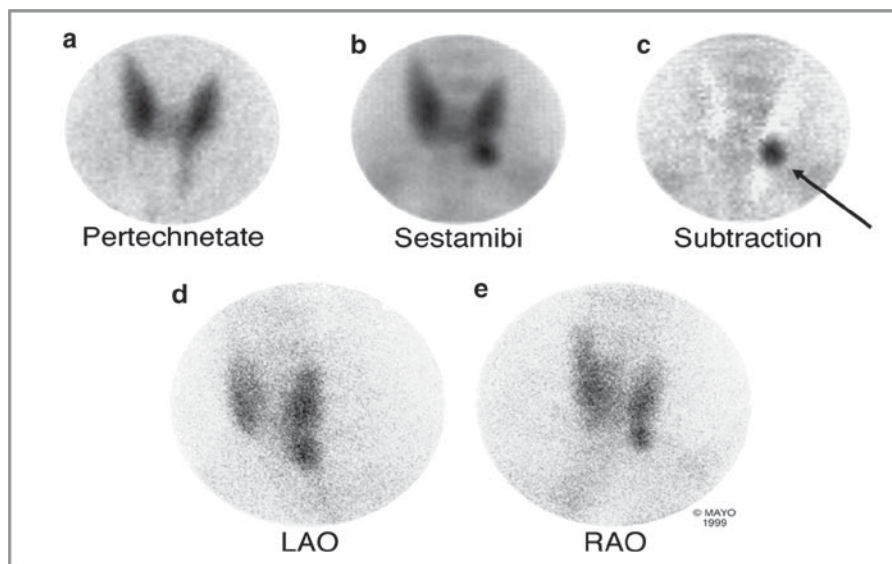 a
b
c
Pertechnetate
Sestamibi
Subtraction
d
e
LAO
RAO
© MAYO
1999